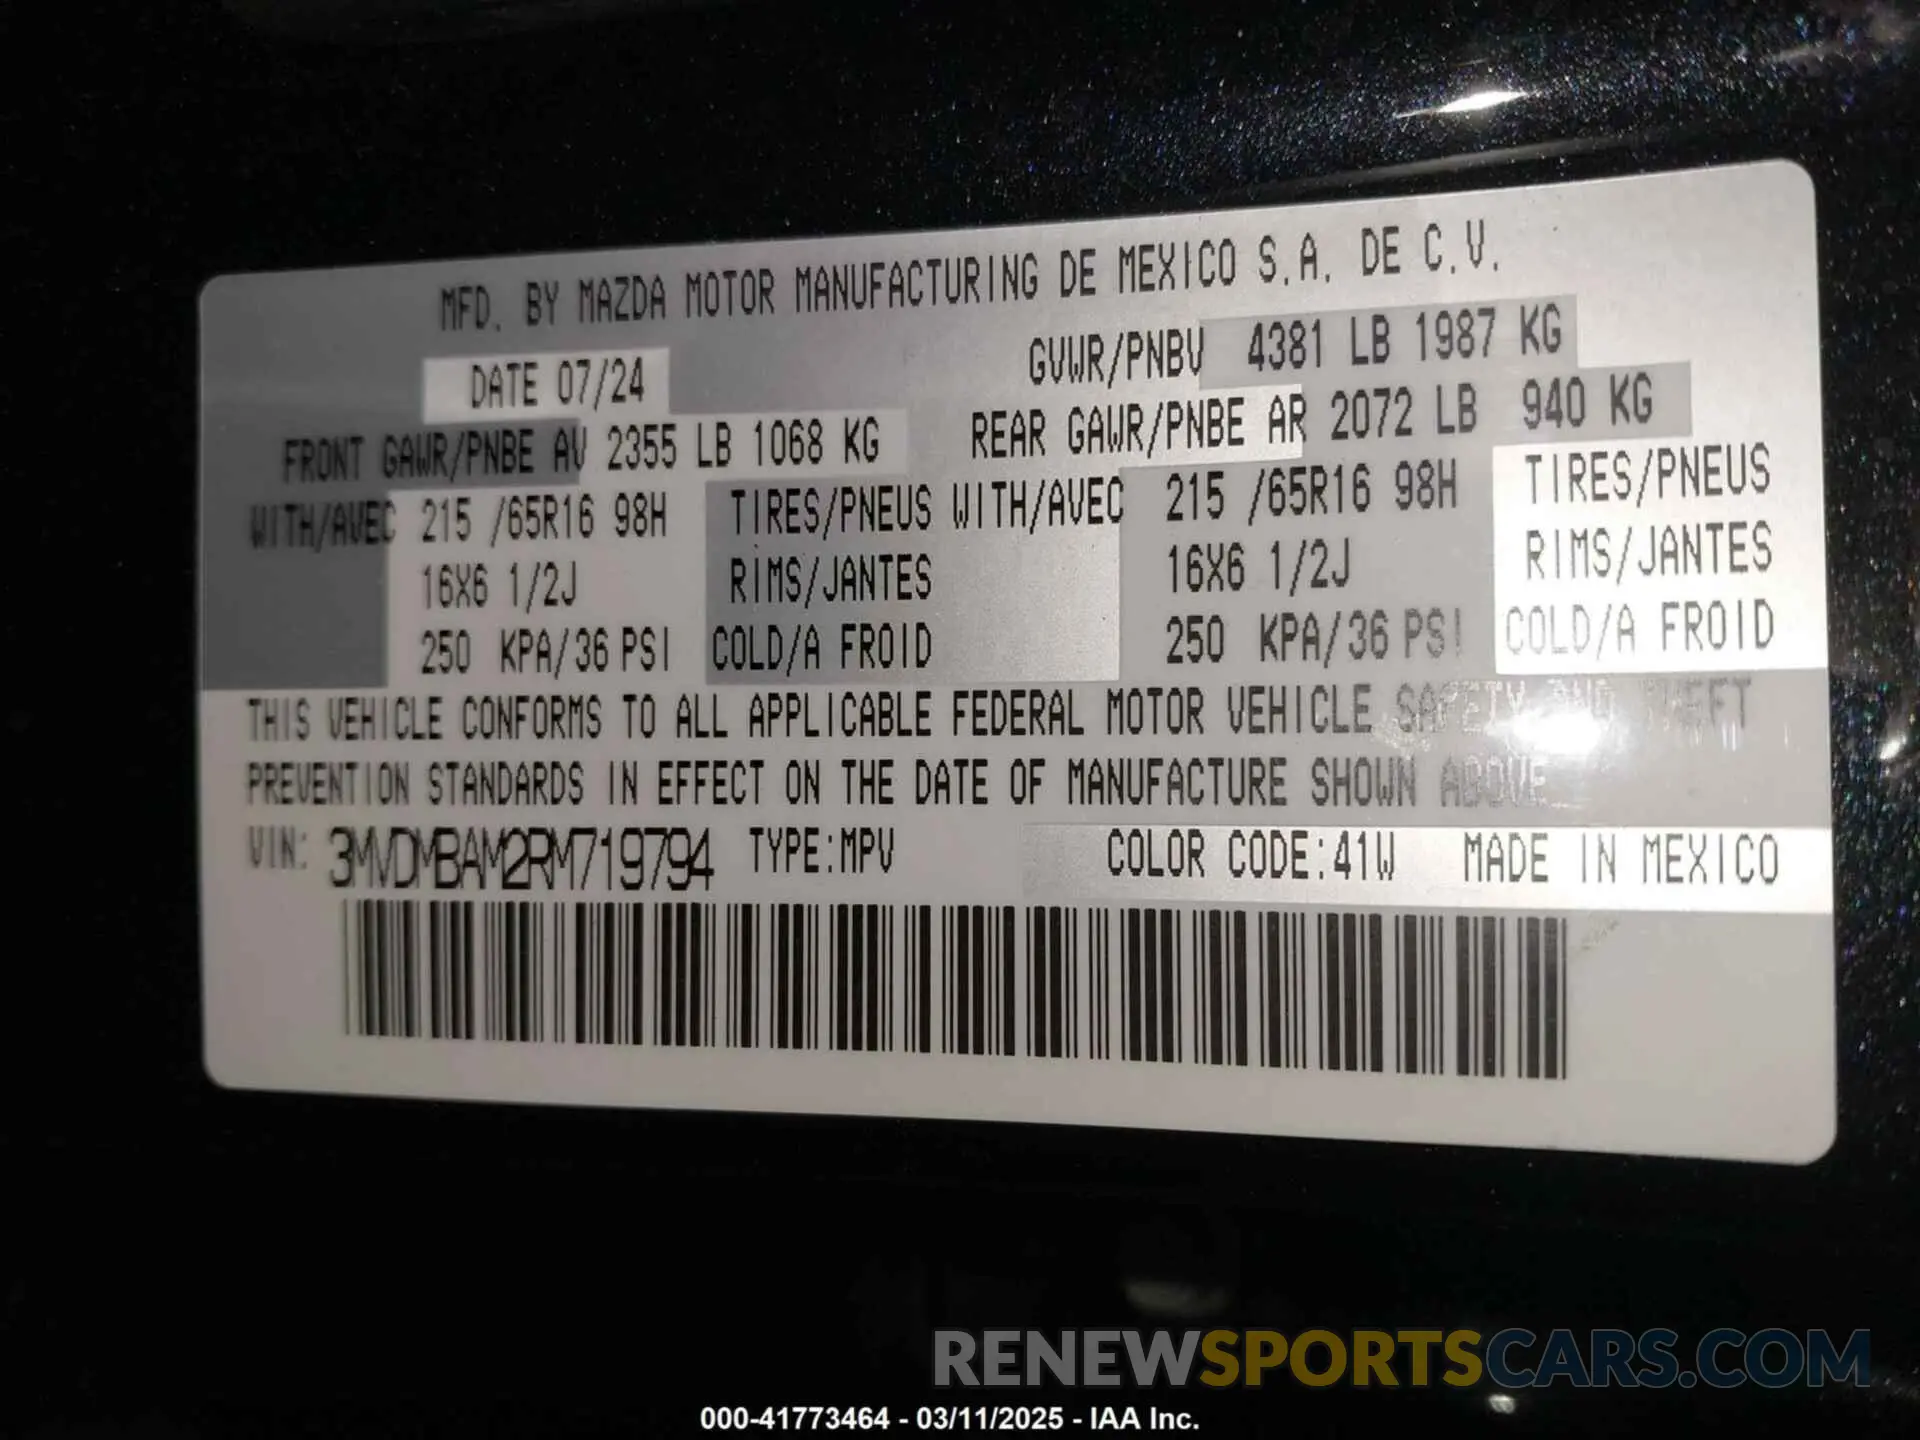 MFD. BY MAZDA MOTOR MANUFACTURING DE MEXICO S.A. DE C.V.
DATE 07/24 GVWR/PNBV 4381 LB 1987 KG
FRONT GAWR/PNBE AV 2355 LB 1068 KG REAR GAWR/PNBE AR 2072 LB 940 KG
WITH/AVEC 215 /65R16 98H TIRES/PNEUS WITH/AVEC 215 /65R16 98H TIRES/PNEUS
16X6 1/2J RIMS/JANTES 16X6 1/2J RIMS/JANTES
250 KPA/36 PSI COLD/A FROID 250 KPA/36 PSI COLD/A FROID
THIS VEHICLE CONFORMS TO ALL APPLICABLE FEDERAL MOTOR VEHICLE SAFETY AND THEFT
PREVENTION STANDARDS IN EFFECT ON THE DATE OF MANUFACTURE SHOWN ABOVE
VIN: 3MVDMBAM2RM719794 TYPE:MPV COLOR CODE:41W MADE IN MEXICO
RENEWSPORTSCARS.COM
000-41773464 - 03/11/2025 - IAA Inc.